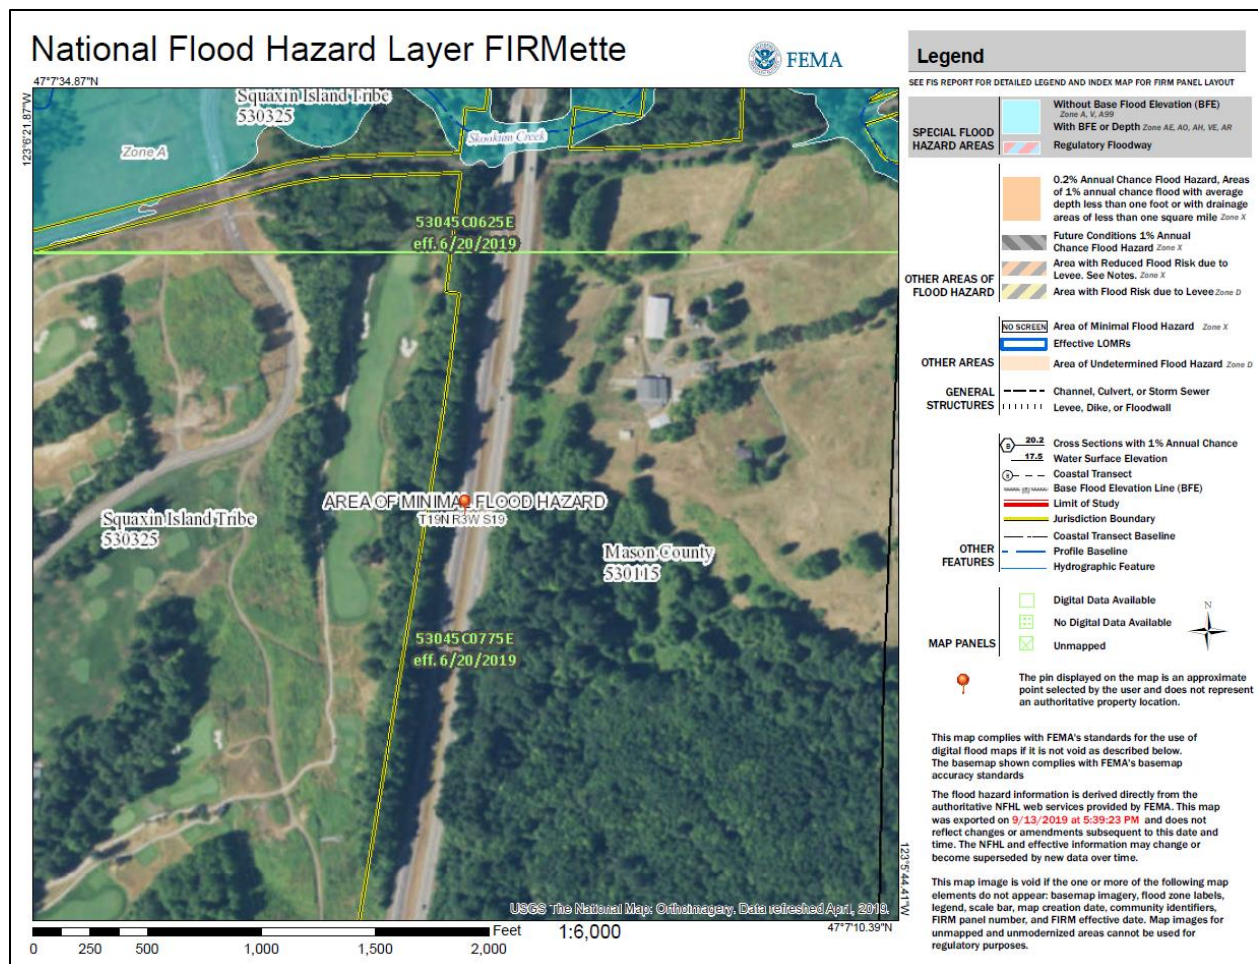 National Flood Hazard Layer FIRMette
FEMA
47°7'34.87"N
123°6'21.87"W
Squaxin Island Tribe
530325
Zone A
Skookum Creek
53045C0625E
eff. 6/20/2019
AREA OF MINIMAL FLOOD HAZARD
T19N R3W S19
Squaxin Island Tribe
530325
Mason County
530115
53045C0775E
eff. 6/20/2019
USGS The National Map: Orthoimagery. Data refreshed April, 2019.
123°5'44.41"W
47°7'10.39"N
Feet
1:6,000
0 250 500 1,000 1,500 2,000
Legend
SEE FIS REPORT FOR DETAILED LEGEND AND INDEX MAP FOR FIRM PANEL LAYOUT
SPECIAL FLOOD
HAZARD AREAS
Without Base Flood Elevation (BFE)
Zone A, V, A99
With BFE or Depth Zone AE, AO, AH, VE, AR
Regulatory Floodway
0.2% Annual Chance Flood Hazard, Areas
of 1% annual chance flood with average
depth less than one foot or with drainage
areas of less than one square mile Zone X
Future Conditions 1% Annual
Chance Flood Hazard Zone X
Area with Reduced Flood Risk due to
Levee. See Notes. Zone X
Area with Flood Risk due to Levee Zone D
OTHER AREAS OF
FLOOD HAZARD
NO SCREEN Area of Minimal Flood Hazard Zone X
Effective LOMRs
Area of Undetermined Flood Hazard Zone D
OTHER AREAS
GENERAL
STRUCTURES
Channel, Culvert, or Storm Sewer
Levee, Dike, or Floodwall
B 20.2 Cross Sections with 1% Annual Chance
17.5 Water Surface Elevation
8 Coastal Transect
Base Flood Elevation Line (BFE)
Limit of Study
Jurisdiction Boundary
Coastal Transect Baseline
Profile Baseline
Hydrographic Feature
OTHER
FEATURES
Digital Data Available
No Digital Data Available
Unmapped
MAP PANELS
N
The pin displayed on the map is an approximate
point selected by the user and does not represent
an authoritative property location.
This map complies with FEMA's standards for the use of
digital flood maps if it is not void as described below.
The basemap shown complies with FEMA's basemap
accuracy standards
The flood hazard information is derived directly from the
authoritative NFHL web services provided by FEMA. This map
was exported on 9/13/2019 at 5:39:23 PM and does not
reflect changes or amendments subsequent to this date and
time. The NFHL and effective information may change or
become superseded by new data over time.
This map image is void if the one or more of the following map
elements do not appear: basemap imagery, flood zone labels,
legend, scale bar, map creation date, community identifiers,
FIRM panel number, and FIRM effective date. Map images for
unmapped and unmodernized areas cannot be used for
regulatory purposes.